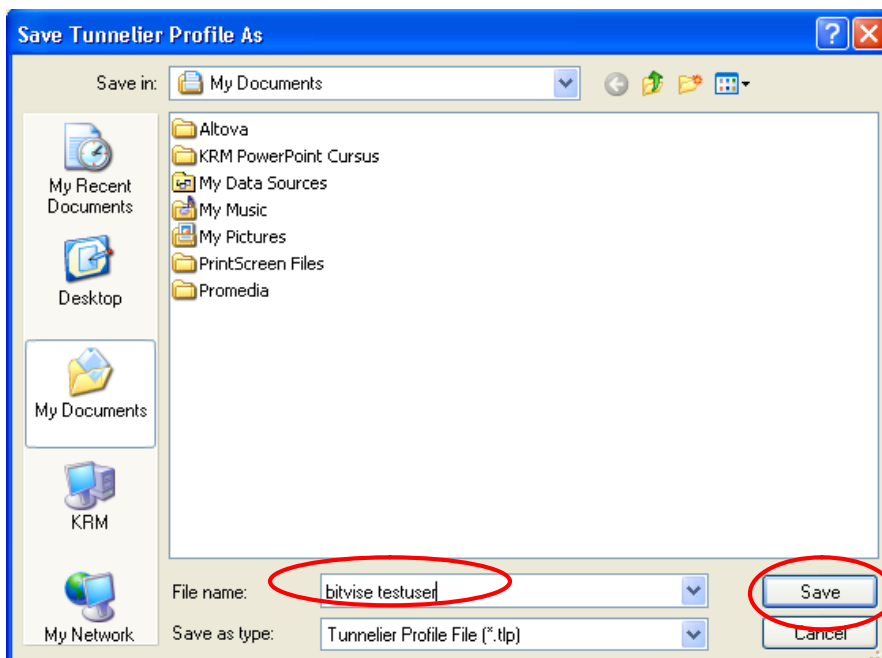 Save Tunnelier Profile As
Save in:
My Documents
My Recent
Documents
Desktop
My Documents
KRM
My Network
Altova
KRM PowerPoint Cursus
My Data Sources
My Music
My Pictures
PrintScreen Files
Promedia
File name:
bitvise testuser
Save
Save as type:
Tunnelier Profile File (*.tlp)
Cancel